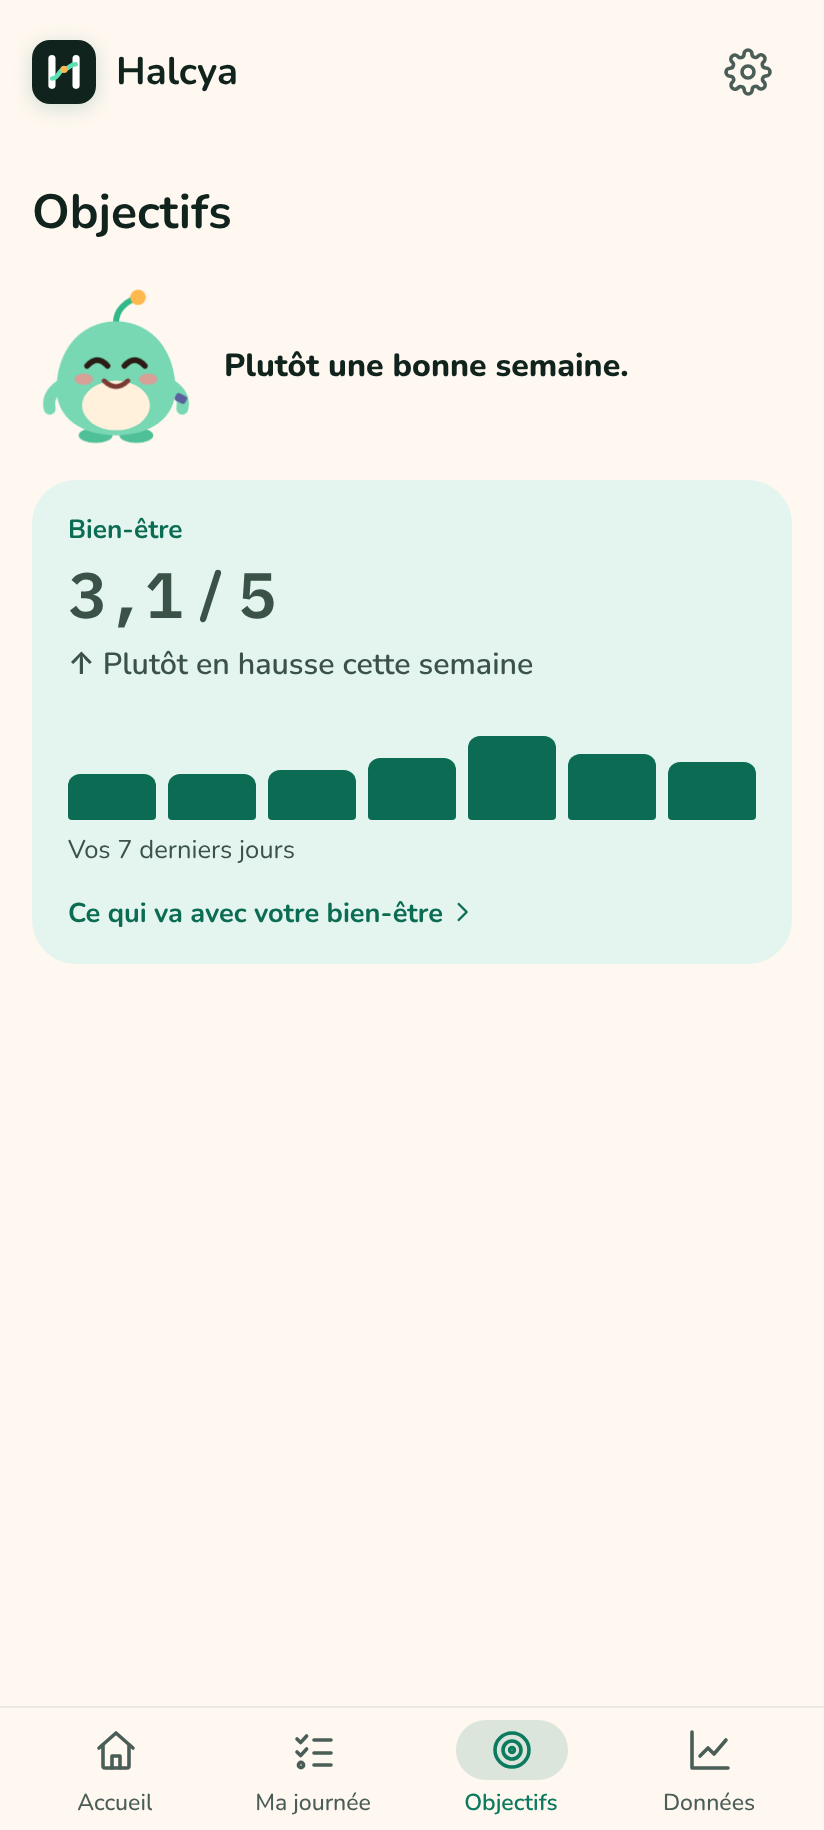 Halcya
Objectifs
Plutôt une bonne semaine.
Bien-être
3,1/5
↑ Plutôt en hausse cette semaine
Vos 7 derniers jours
Ce qui va avec votre bien-être >
Accueil
Ma journée
Objectifs
Données